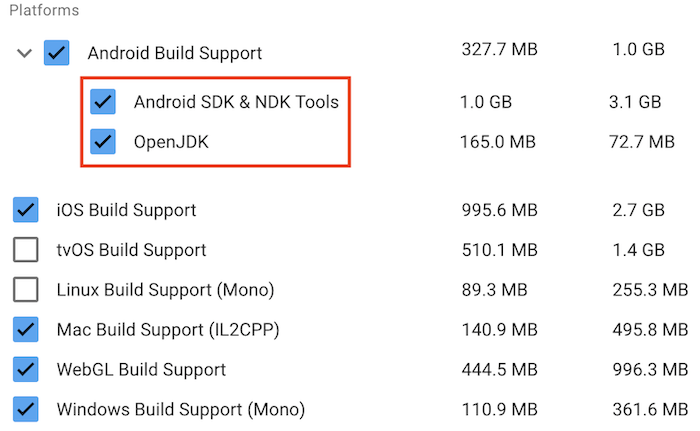 Platforms
Android Build Support 327.7 MB 1.0 GB
Android SDK & NDK Tools 1.0 GB 3.1 GB
OpenJDK 165.0 MB 72.7 MB
iOS Build Support 995.6 MB 2.7 GB
tvOS Build Support 510.1 MB 1.4 GB
Linux Build Support (Mono) 89.3 MB 255.3 MB
Mac Build Support (IL2CPP) 140.9 MB 495.8 MB
WebGL Build Support 444.5 MB 996.3 MB
Windows Build Support (Mono) 110.9 MB 361.6 MB